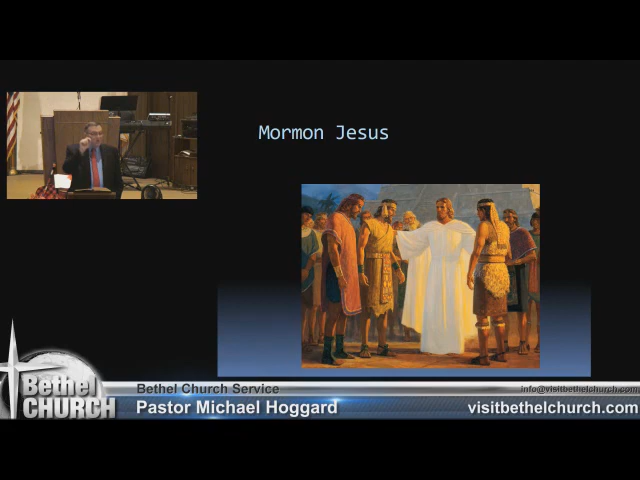 Mormon Jesus
Bethel
CHURCH
Bethel Church Service
Pastor Michael Hoggard
info@visitbethelchurch.com
visitbethelchurch.com